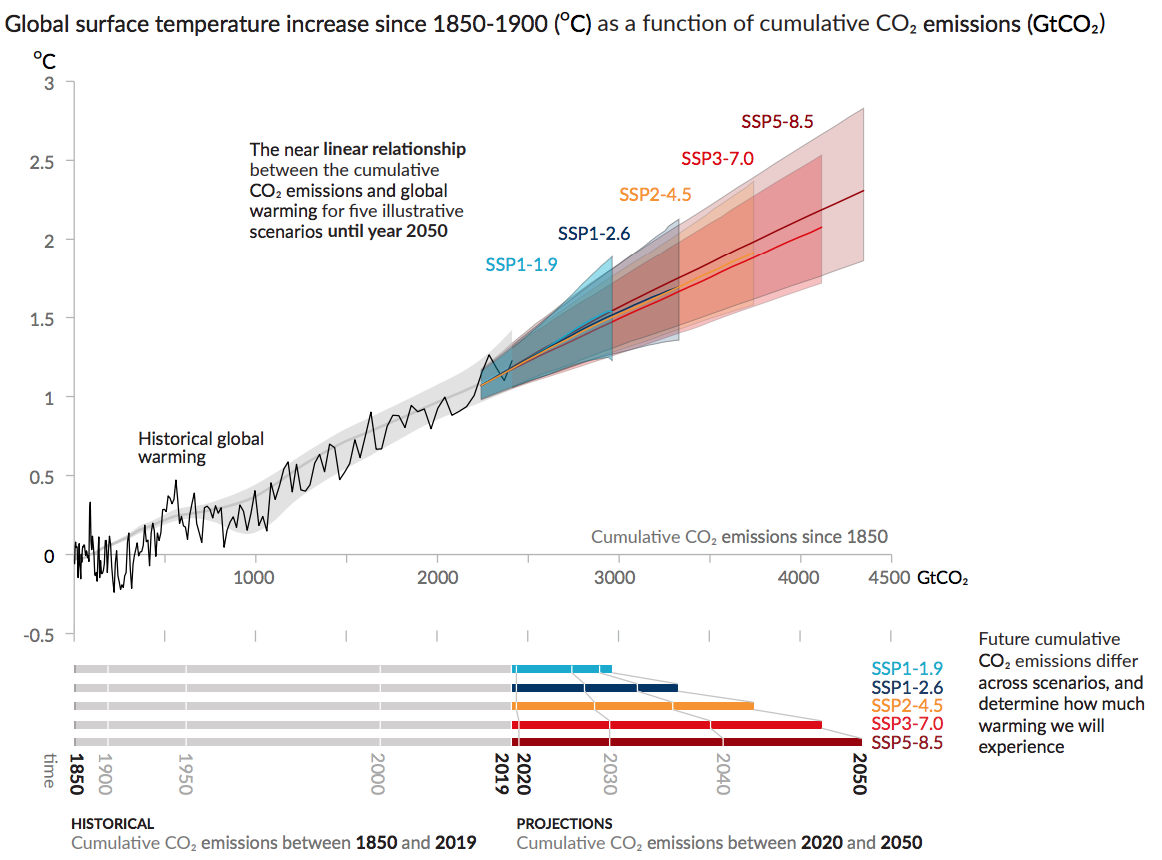 Global surface temperature increase since 1850-1900 (°C) as a function of cumulative CO₂ emissions (GtCO₂)
°C
3
2.5
2
1.5
1
0.5
0
-0.5
The near linear relationship
between the cumulative
CO₂ emissions and global
warming for five illustrative
scenarios until year 2050
SSP5-8.5
SSP3-7.0
SSP2-4.5
SSP1-2.6
SSP1-1.9
Historical global
warming
Cumulative CO₂ emissions since 1850
1000 2000 3000 4000 4500 GtCO₂
SSP1-1.9
SSP1-2.6
SSP2-4.5
SSP3-7.0
SSP5-8.5
Future cumulative
CO₂ emissions differ
across scenarios, and
determine how much
warming we will
experience
time 1850 1900 1950 2000 2019 2020 2030 2040 2050
HISTORICAL
Cumulative CO₂ emissions between 1850 and 2019
PROJECTIONS
Cumulative CO₂ emissions between 2020 and 2050